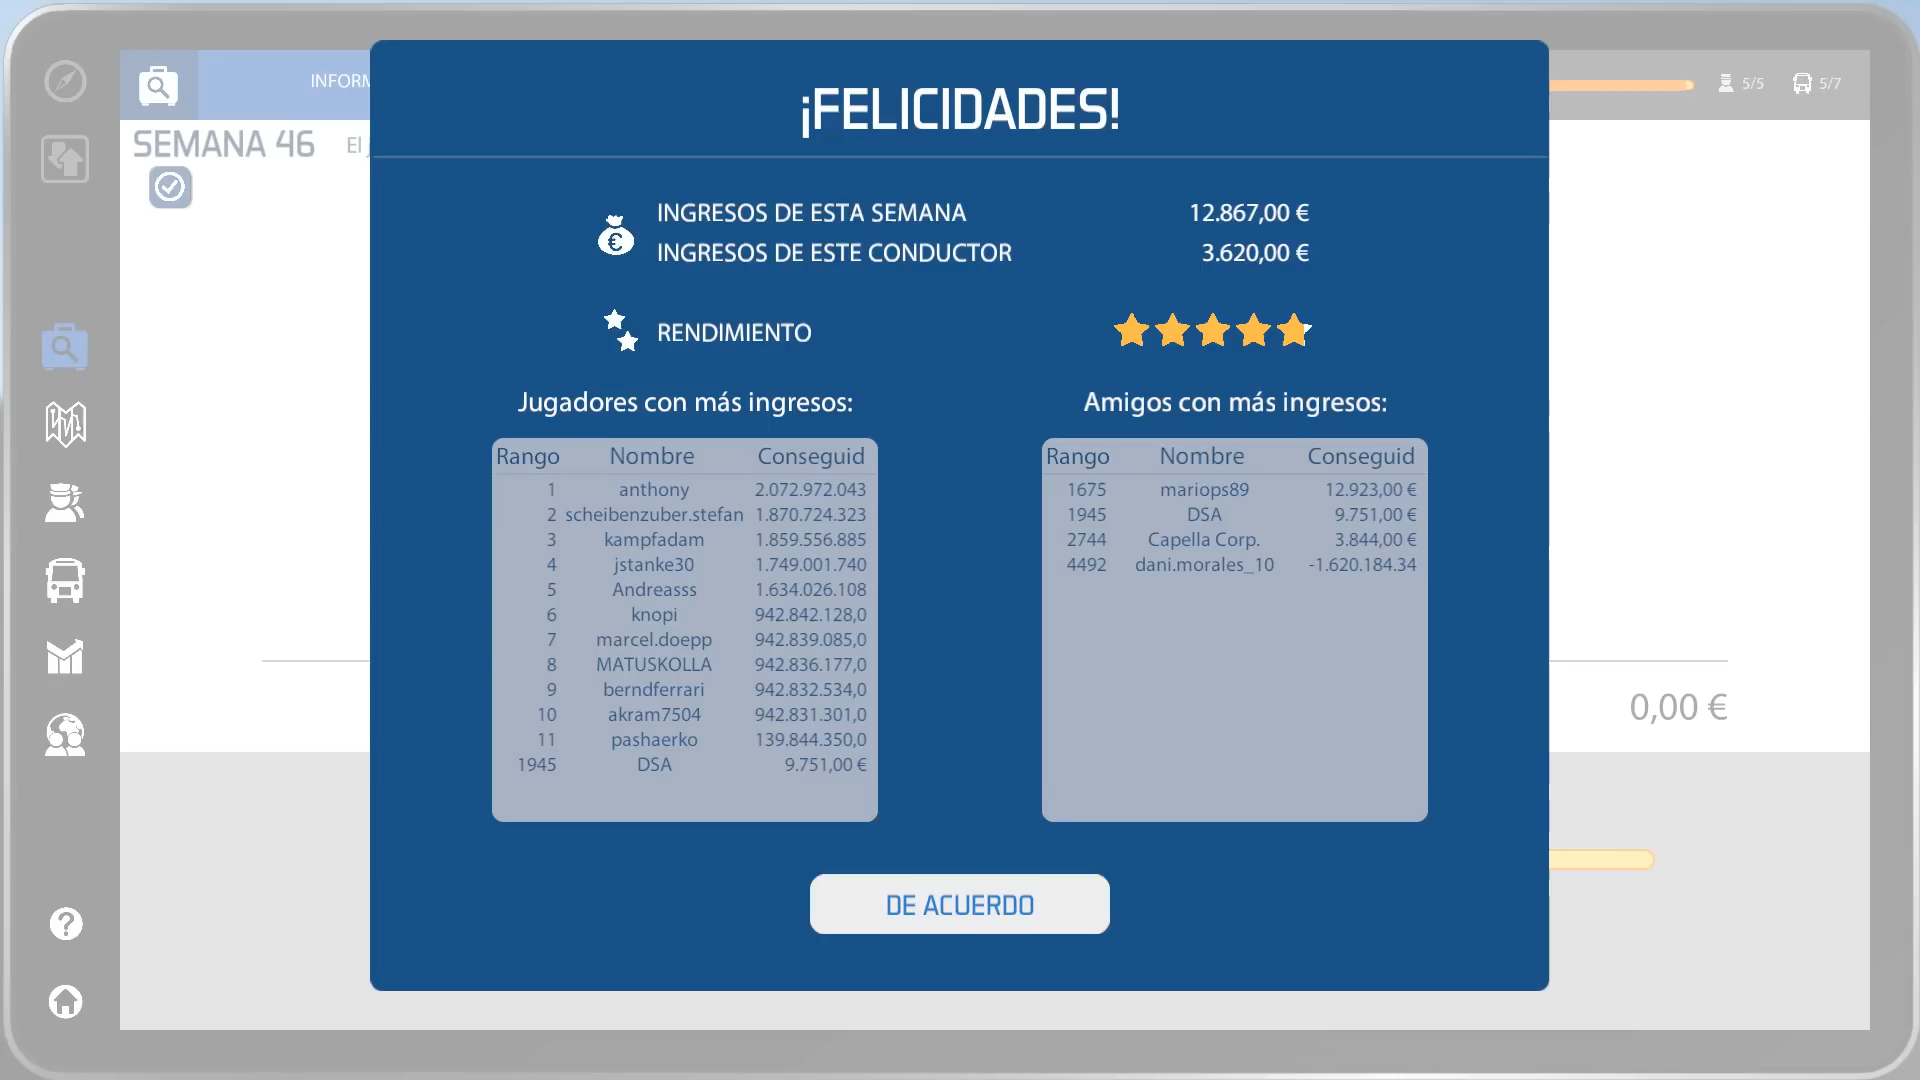 INFORM
5/5
5/7
SEMANA 46
El
¡FELICIDADES!
INGRESOS DE ESTA SEMANA 12.867,00 €
INGRESOS DE ESTE CONDUCTOR 3.620,00 €
RENDIMIENTO
Jugadores con más ingresos:
Rango Nombre Conseguid
1 anthony 2.072.972.043
2 scheibenzuber.stefan 1.870.724.323
3 kampfadam 1.859.556.885
4 jstanke30 1.749.001.740
5 Andreasss 1.634.026.108
6 knopi 942.842.128,0
7 marcel.doepp 942.839.085,0
8 MATUSKOLLA 942.836.177,0
9 berndferrari 942.832.534,0
10 akram7504 942.831.301,0
11 pashaerko 139.844.350,0
1945 DSA 9.751,00 €
Amigos con más ingresos:
Rango Nombre Conseguid
1675 mariops89 12.923,00 €
1945 DSA 9.751,00 €
2744 Capella Corp. 3.844,00 €
4492 dani.morales_10 -1.620.184.34
0,00 €
DE ACUERDO